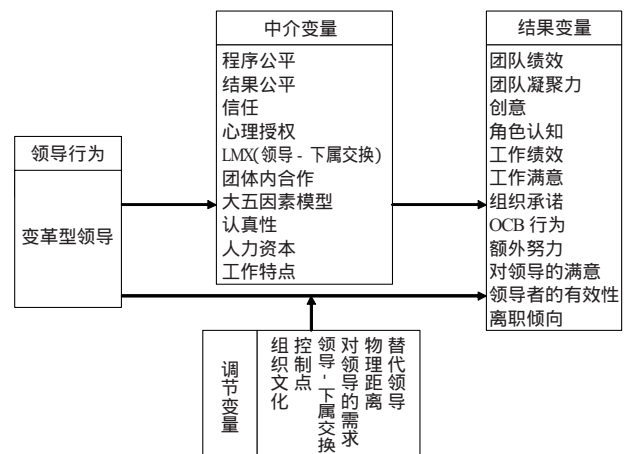 领导行为
变革型领导
中介变量
程序公平
结果公平
信任
心理授权
LMX(领导 - 下属交换)
团体内合作
大五因素模型
认真性
人力资本
工作特点
结果变量
团队绩效
团队凝聚力
创意
角色认知
工作绩效
工作满意
组织承诺
OCB 行为
额外努力
对领导的满意
领导者的有效性
离职倾向
调节变量
组织文化
控制点
领导 - 下属交换
对领导的需求
物理距离
替代领导